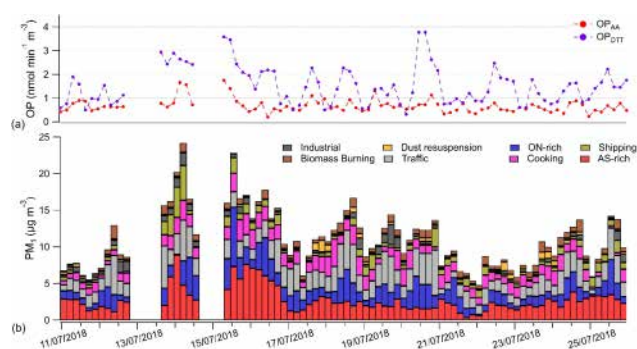 4
3
2
1
0
OP (nmol min⁻¹ m⁻³)
OP_AA
OP_DTT
(a)
25
20
15
10
5
0
PM₁ (µg m⁻³)
Industrial
Dust resuspension
ON-rich
Shipping
Biomass Burning
Traffic
Cooking
AS-rich
(b)
11/07/2018
13/07/2018
15/07/2018
17/07/2018
19/07/2018
21/07/2018
23/07/2018
25/07/2018